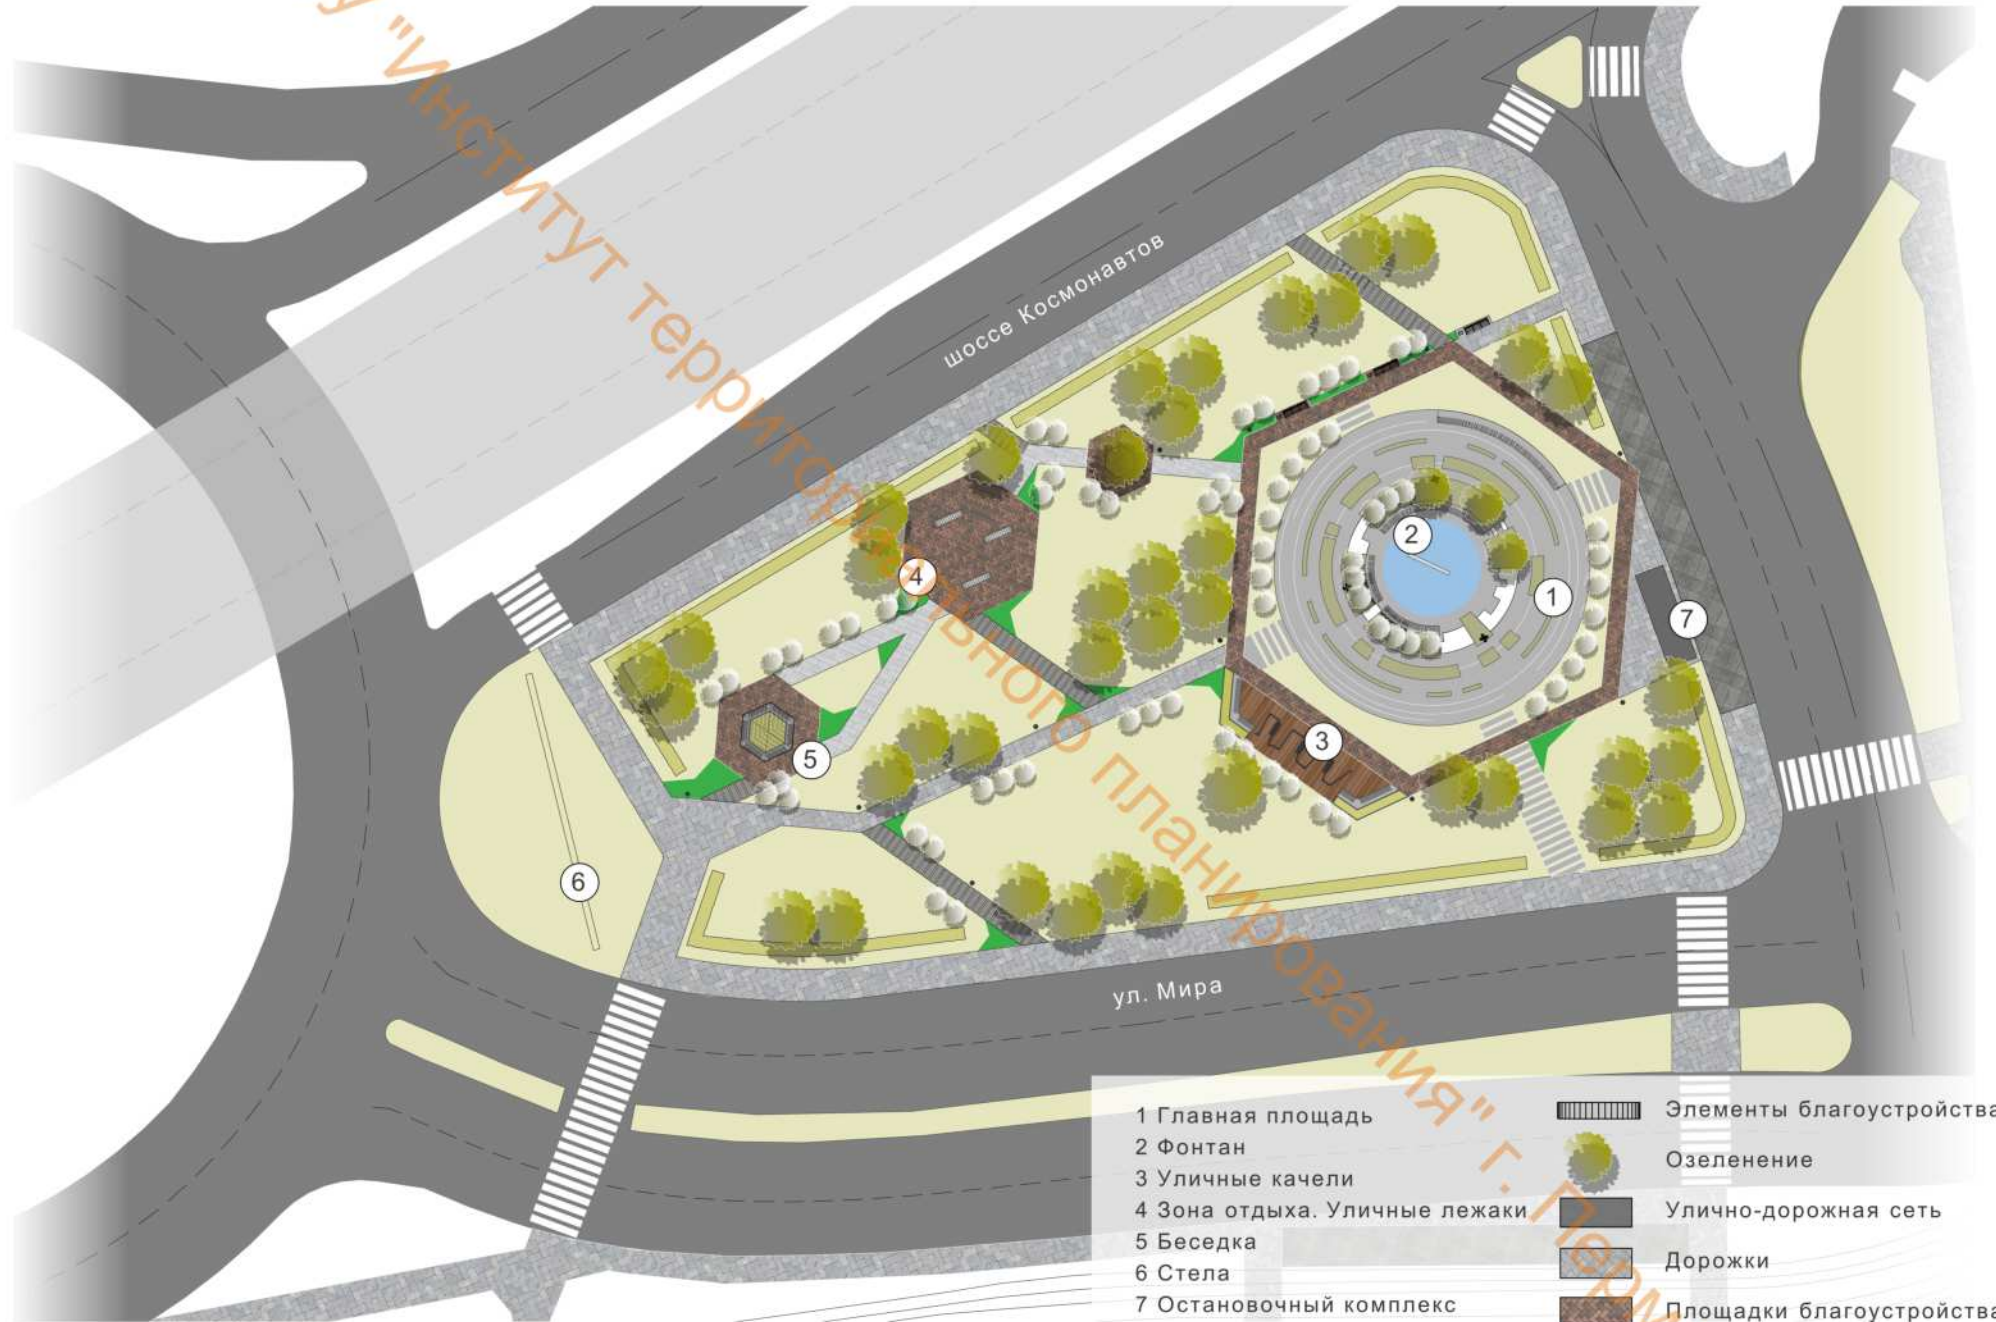 у "Институт территориального планирования" г. Перм
шоссе Космонавтов
2
1
4
7
3
5
6
ул. Мира
1 Главная площадь
2 Фонтан
3 Уличные качели
4 Зона отдыха. Уличные лежаки
5 Беседка
6 Стела
7 Остановочный комплекс
Элементы благоустройства
Озеленение
Улично-дорожная сеть
Дорожки
Площадки благоустройства